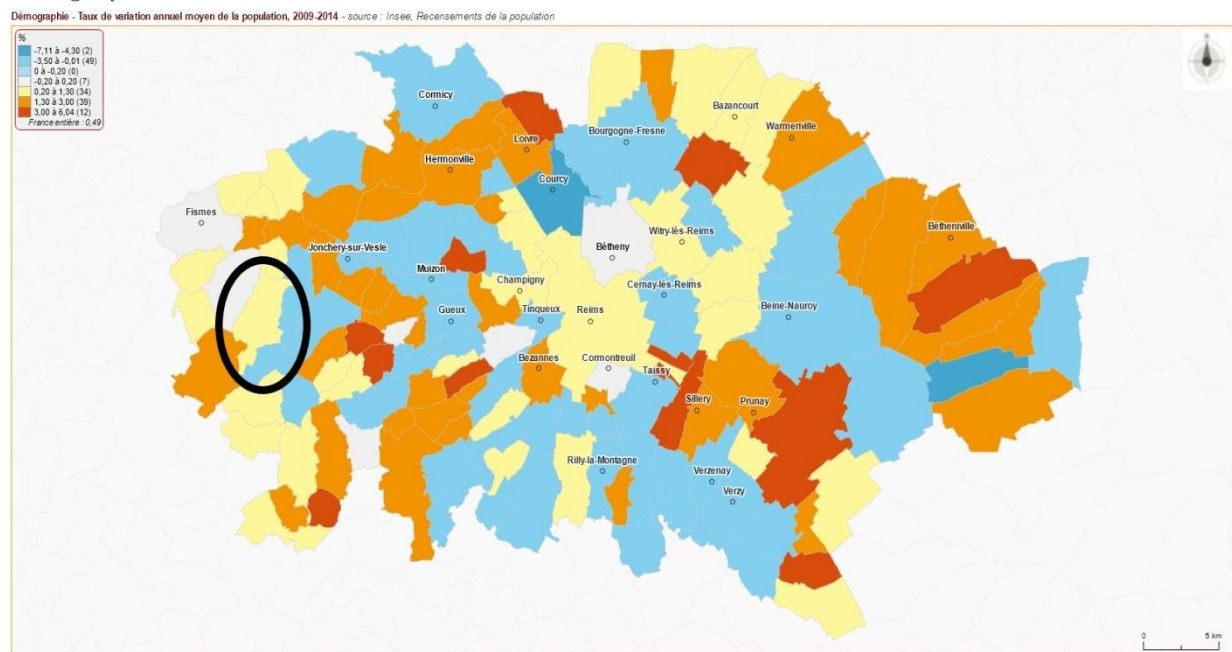 Démographie - Taux de variation annuel moyen de la population, 2009-2014 - source : Insee, Recensements de la population
%
-7,11 à -4,30 (2)
-3,50 à -0,01 (49)
0 à -0,20 (0)
-0,20 à 0,20 (7)
0,20 à 1,30 (34)
1,30 à 3,00 (39)
3,00 à 6,04 (12)
France entière : 0,49
Cormicy
Bazancourt
Bourgogne-Fresne
Warmeriville
Loivre
Hermonville
Courcy
Fismes
Bétheniville
Witry-lès-Reims
Jonchery-sur-Vesle
Bétheny
Muizon
Champigny
Cernay-lès-Reims
Beine-Nauroy
Gueux
Tinqueux
Reims
Bezannes
Cormontreuil
Taissy
Sillery
Prunay
Rilly-la-Montagne
Verzenay
Verzy
0 5 km